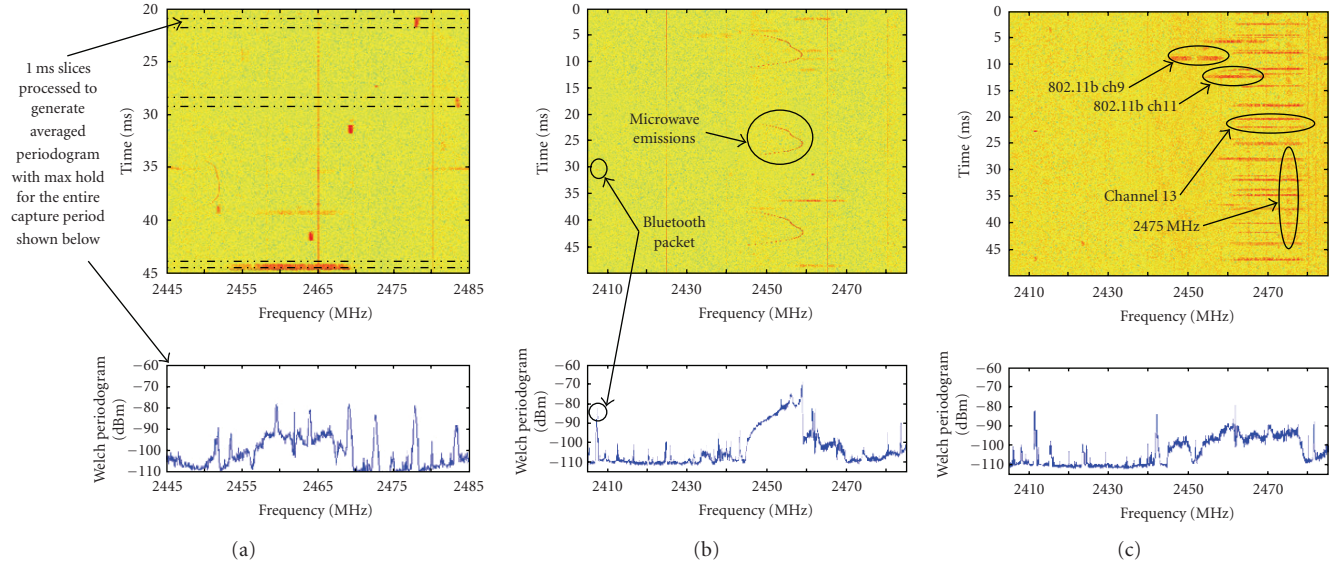 1 ms slices
processed to
generate
averaged
periodogram
with max hold
for the entire
capture period
shown below
Time (ms)
20
25
30
35
40
45
2445
2455
2465
2475
2485
Frequency (MHz)
Welch periodogram
(dBm)
−60
−70
−80
−90
−100
−110
2445
2455
2465
2475
2485
Frequency (MHz)
(a)
Time (ms)
0
5
10
15
20
25
30
35
40
45
Microwave
emissions
Bluetooth
packet
2410
2430
2450
2470
Frequency (MHz)
Welch periodogram
(dBm)
−60
−70
−80
−90
−100
−110
2410
2430
2450
2470
Frequency (MHz)
(b)
Time (ms)
0
5
10
15
20
25
30
35
40
45
802.11b ch9
802.11b ch11
Channel 13
2475 MHz
2410
2430
2450
2470
Frequency (MHz)
Welch periodogram
(dBm)
−60
−70
−80
−90
−100
−110
2410
2430
2450
2470
Frequency (MHz)
(c)